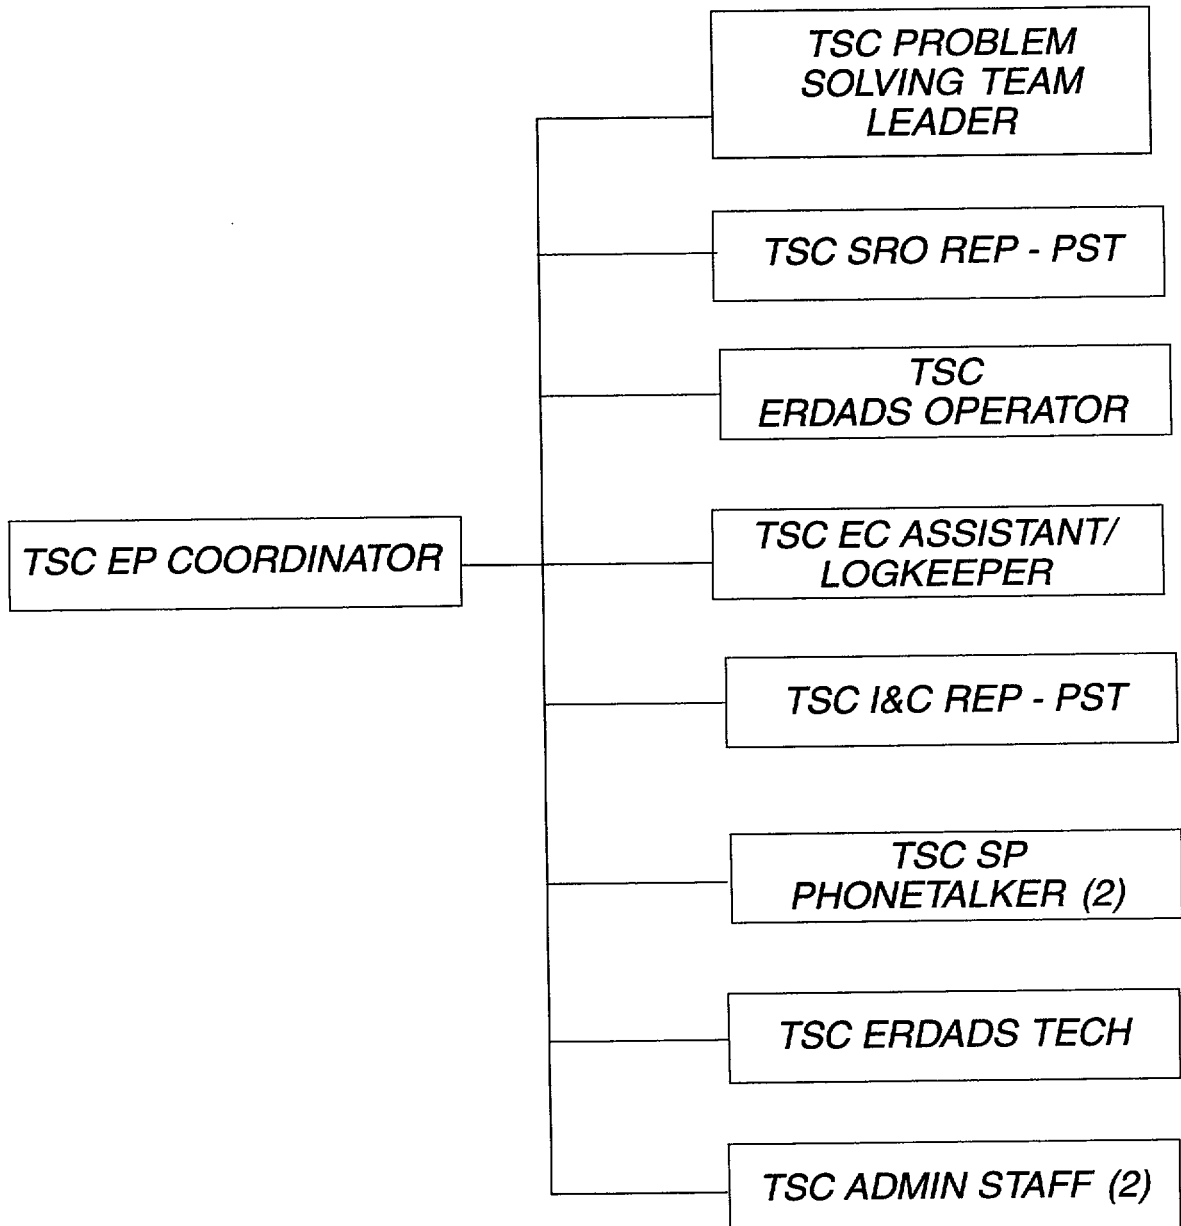 TSC PROBLEM
SOLVING TEAM
LEADER
TSC SRO REP - PST
TSC
ERDADS OPERATOR
TSC EP COORDINATOR
TSC EC ASSISTANT/
LOGKEEPER
TSC I&C REP - PST
TSC SP
PHONETALKER (2)
TSC ERDADS TECH
TSC ADMIN STAFF (2)